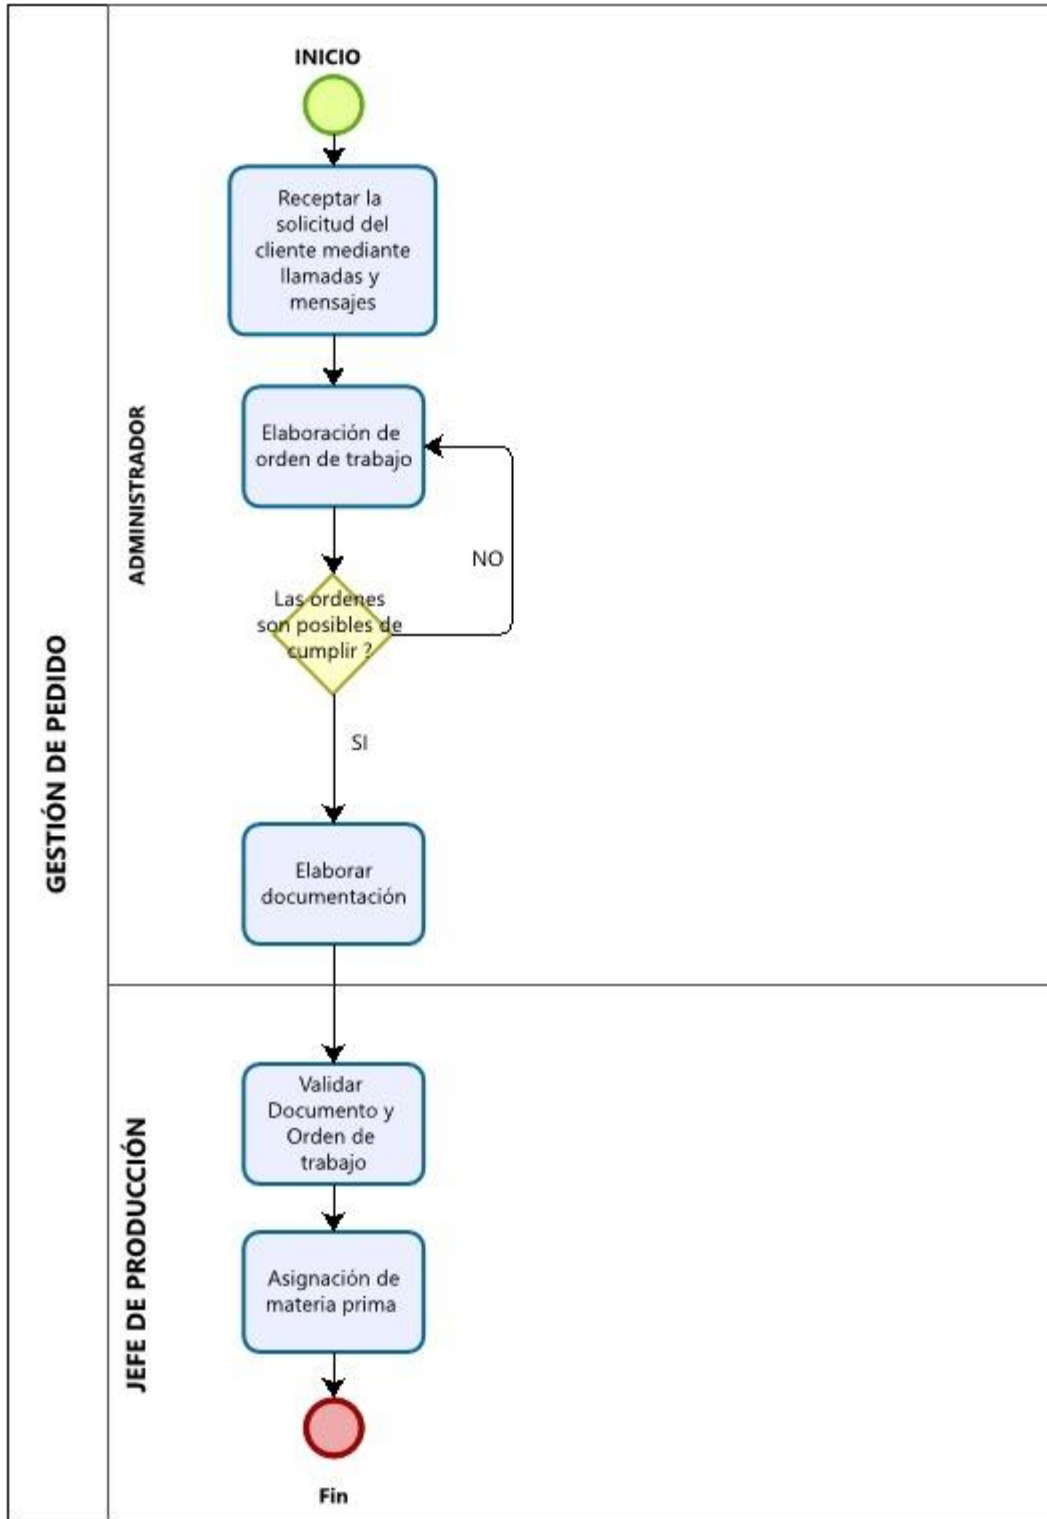 GESTIÓN DE PEDIDO
ADMINISTRADOR
INICIO
Receptar la
solicitud del
cliente mediante
llamadas y
mensajes
Elaboración de
orden de trabajo
NO
Las ordenes
son posibles de
cumplir ?
SI
Elaborar
documentación
JEFE DE PRODUCCIÓN
Validar
Documento y
Orden de
trabajo
Asignación de
materia prima
Fin